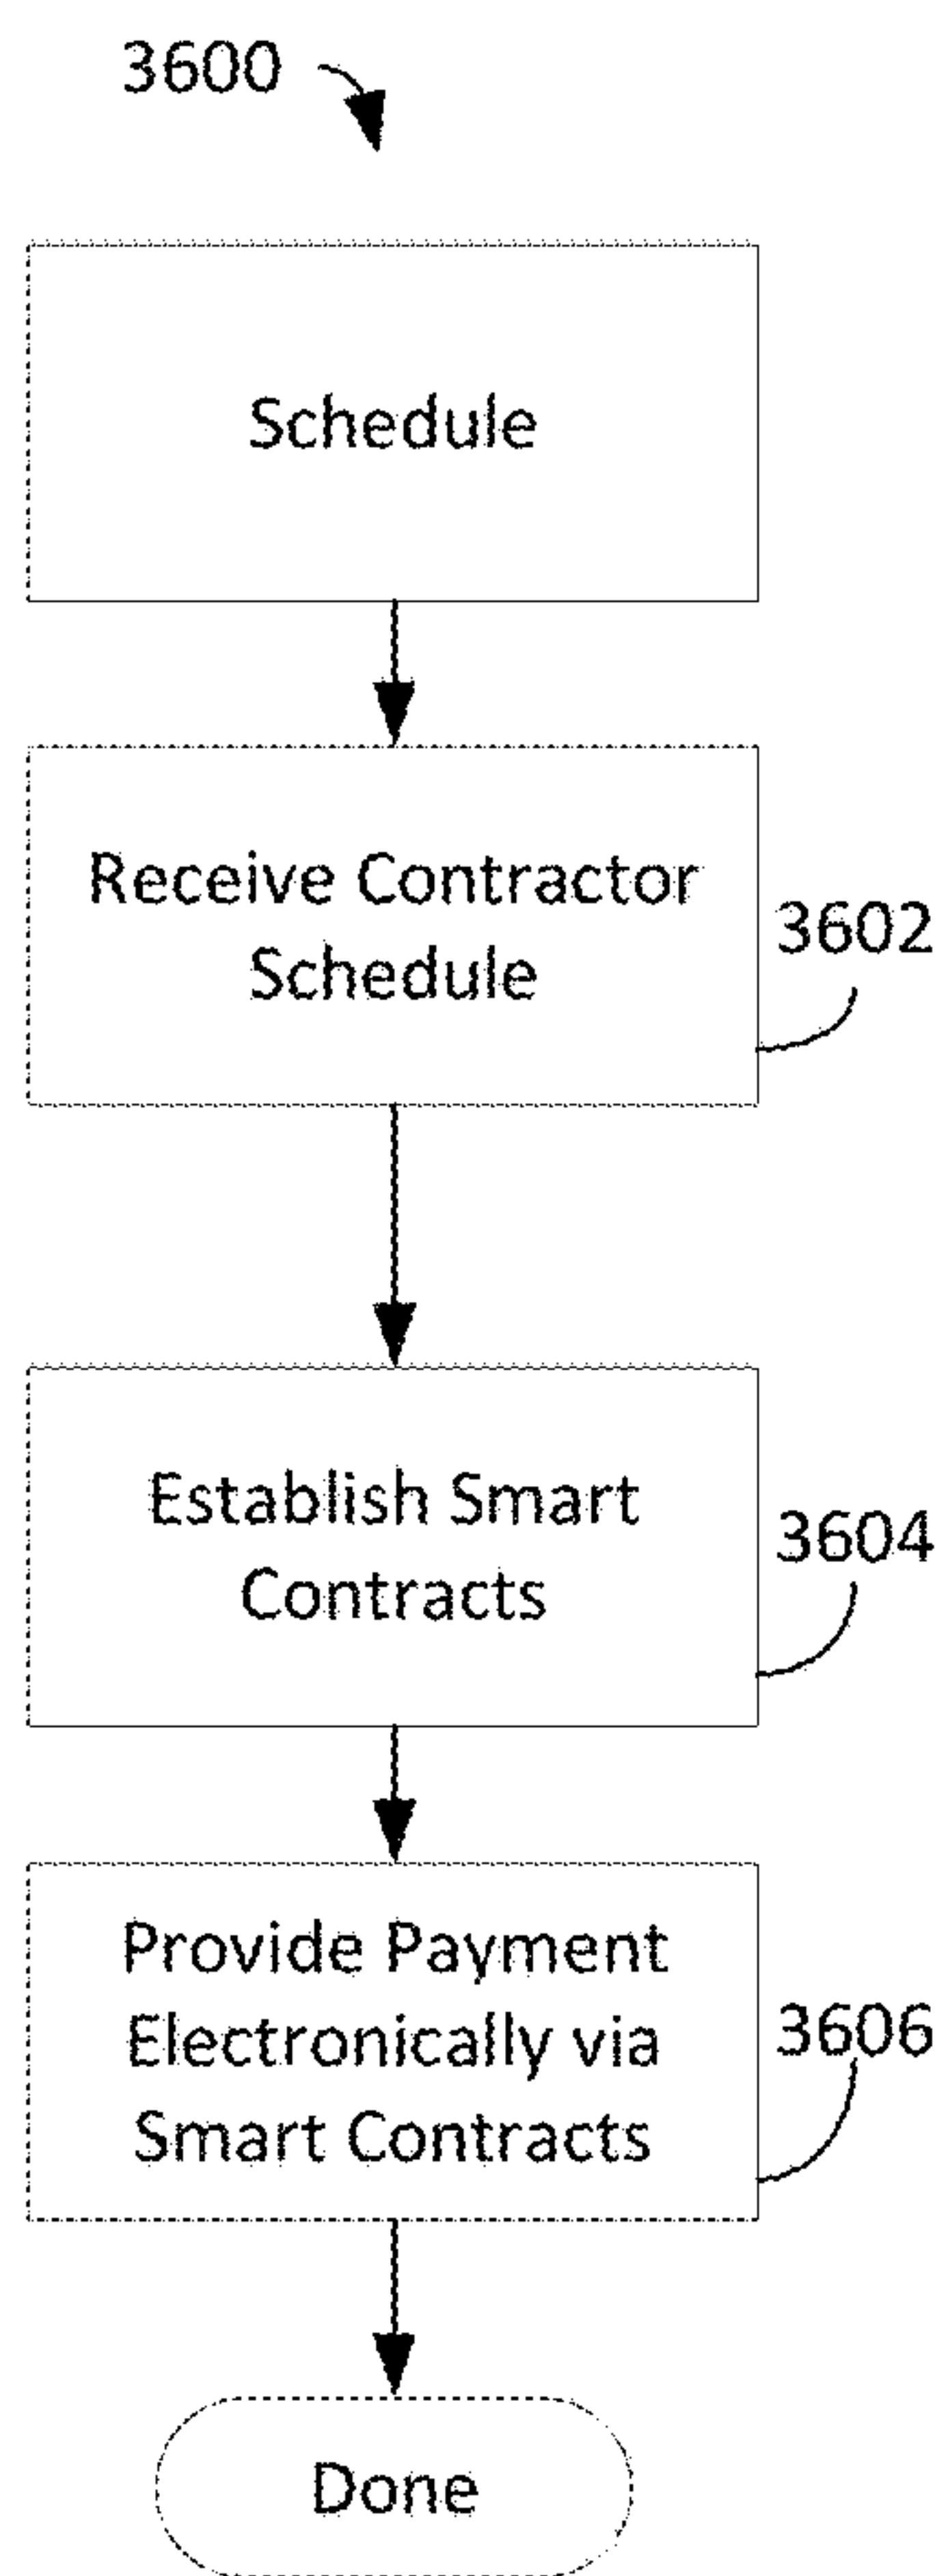 3600
Schedule
Receive Contractor
Schedule
3602
Establish Smart
Contracts
3604
Provide Payment
Electronically via
Smart Contracts
3606
Done